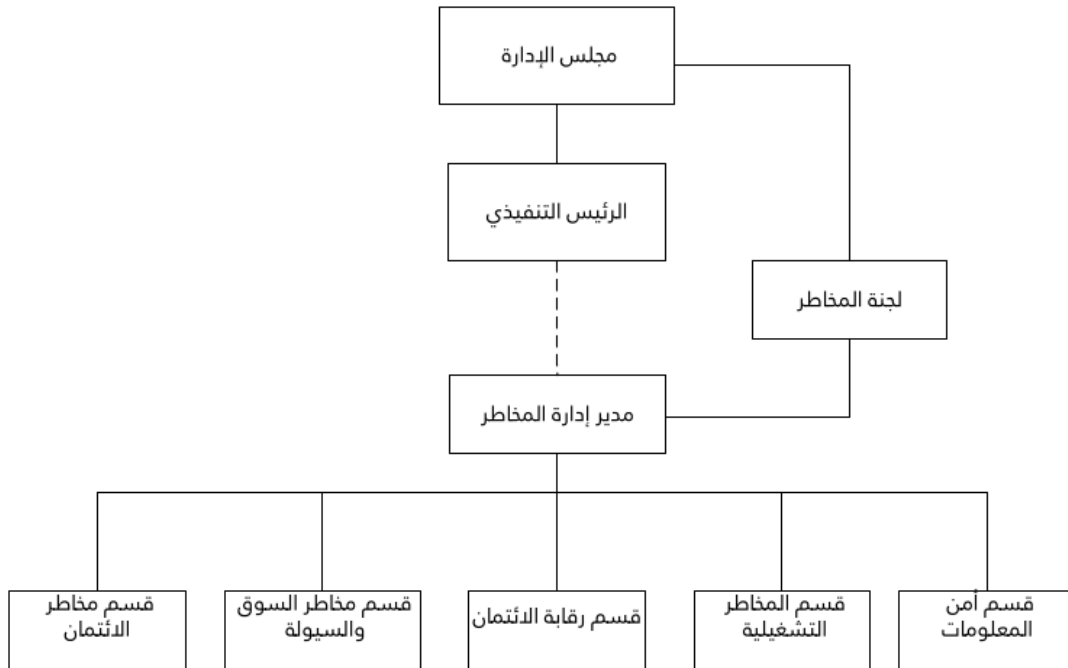 مجلس الإدارة
الرئيس التنفيذي
لجنة المخاطر
مدير إدارة المخاطر
قسم أمن
المعلومات
قسم المخاطر
التشغيلية
قسم رقابة الائتمان
قسم مخاطر السوق
والسيولة
قسم مخاطر
الائتمان